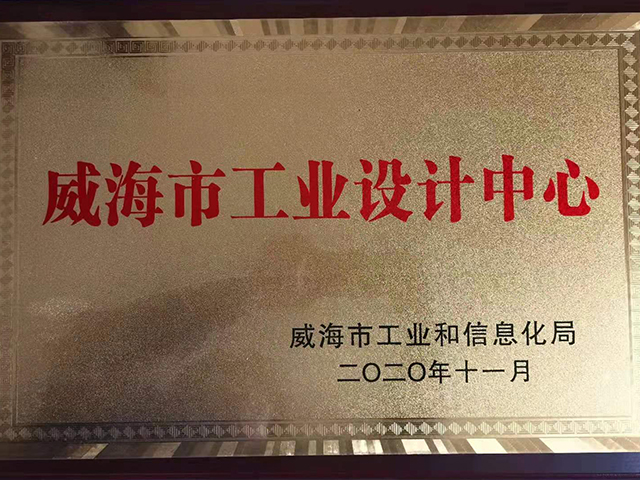 威海市工业设计中心
威海市工业和信息化局
二〇二〇年十一月